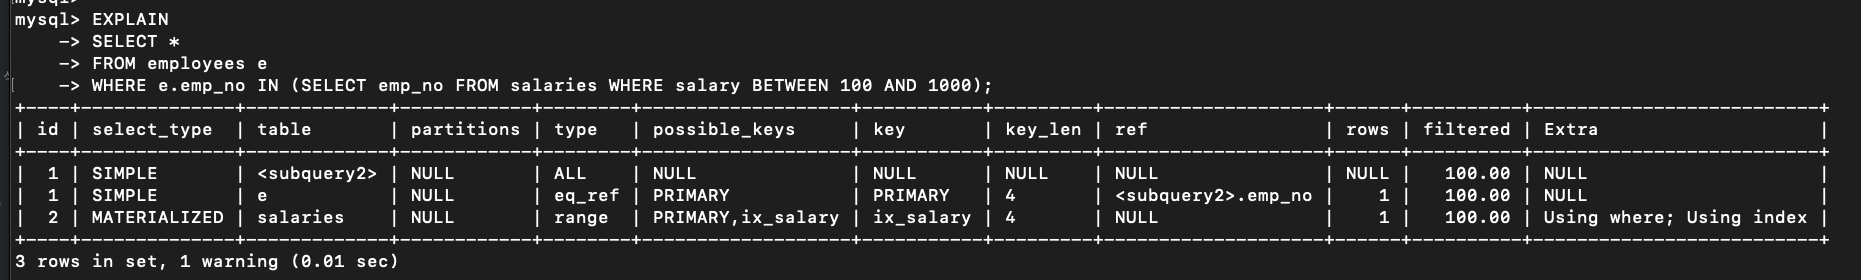 mysql>
mysql> EXPLAIN
    -> SELECT *
    -> FROM employees e
    -> WHERE e.emp_no IN (SELECT emp_no FROM salaries WHERE salary BETWEEN 100 AND 1000);
+----+--------------+-------------+------------+--------+-------------------+-----------+---------+--------------------+------+----------+--------------------------+
| id | select_type  | table       | partitions | type   | possible_keys     | key       | key_len | ref                | rows | filtered | Extra                    |
+----+--------------+-------------+------------+--------+-------------------+-----------+---------+--------------------+------+----------+--------------------------+
|  1 | SIMPLE       | <subquery2> | NULL       | ALL    | NULL              | NULL      | NULL    | NULL               | NULL |   100.00 | NULL                     |
|  1 | SIMPLE       | e           | NULL       | eq_ref | PRIMARY           | PRIMARY   | 4       | <subquery2>.emp_no |    1 |   100.00 | NULL                     |
|  2 | MATERIALIZED | salaries    | NULL       | range  | PRIMARY,ix_salary | ix_salary | 4       | NULL               |    1 |   100.00 | Using where; Using index |
+----+--------------+-------------+------------+--------+-------------------+-----------+---------+--------------------+------+----------+--------------------------+
3 rows in set, 1 warning (0.01 sec)